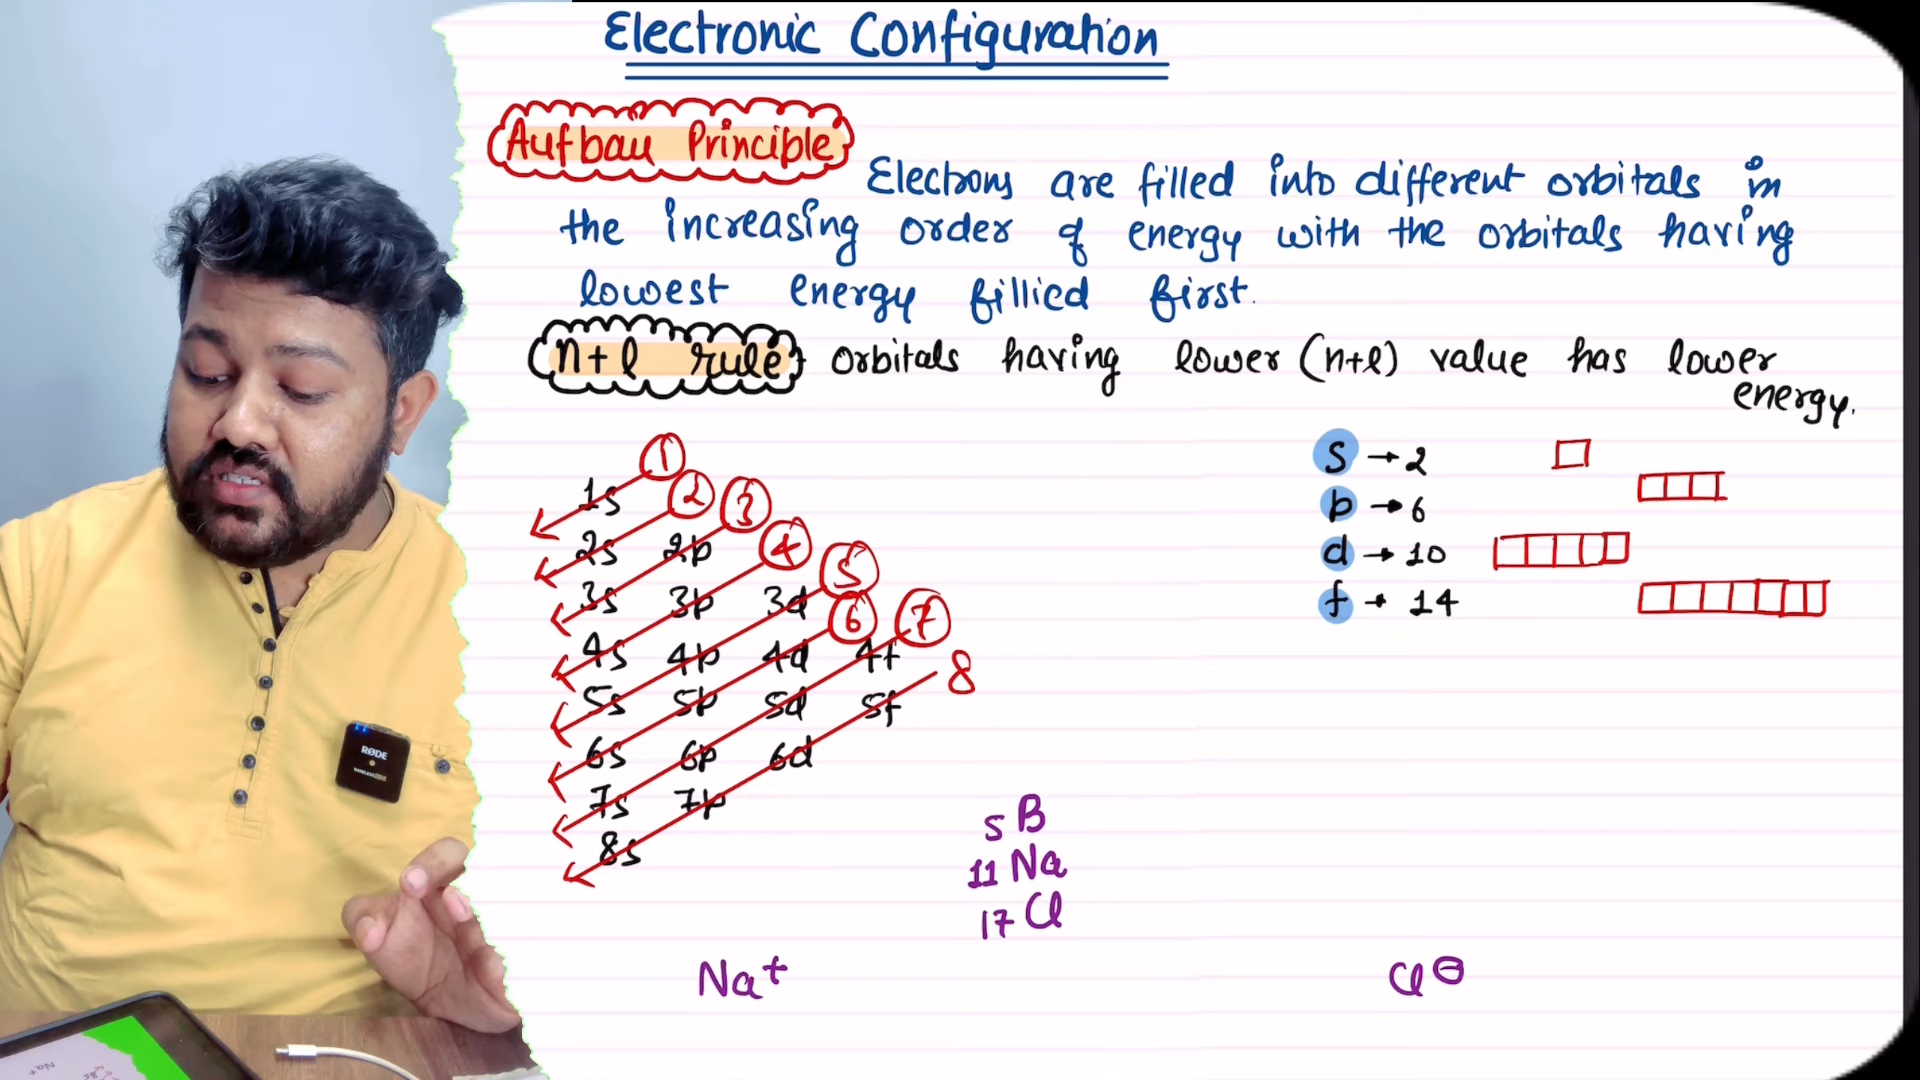 Electronic Configuration
Aufbau Principle
Electrons are filled into different orbitals in
the increasing order of energy with the orbitals having
lowest energy fillied first.
n+l rule orbitals having lower (n+l) value has lower
energy.
1
1s 2 3
2s 2p 4 5
3s 3p 3d 6 7
4s 4p 4d 4f 8
5s 5p 5d 5f
6s 6p 6d
7s 7p
8s
s → 2
p → 6
d → 10
f → 14
5 B
11 Na
17 Cl
Na+
Cl⊖
RØDE
Na+